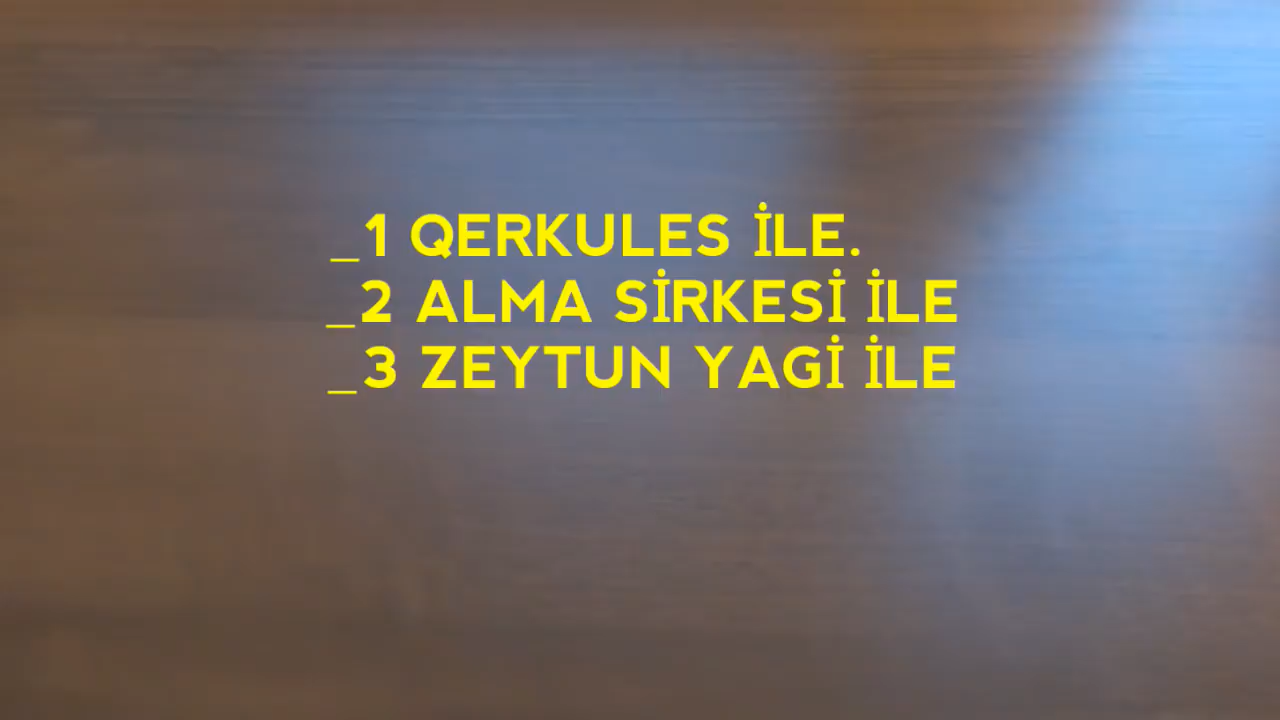 _1 QERKULES İLE.
_2 ALMA SİRKESİ İLE
_3 ZEYTUN YAGİ İLE